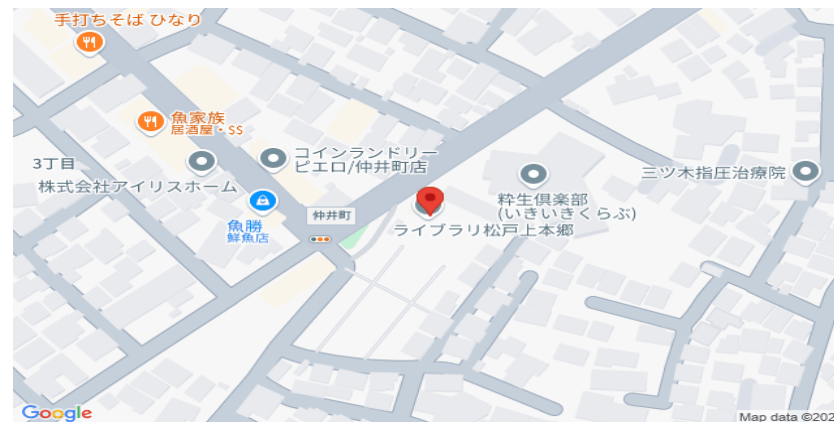 手打ちそば ひなり
魚家族
居酒屋・SS
コインランドリー
ピエロ/仲井町店
3丁目
株式会社アイリスホーム
魚勝
鮮魚店
仲井町
ライブラリ松戸上本郷
粋生倶楽部
(いきいきくらぶ)
三ツ木指圧治療院
Google
Map data ©202